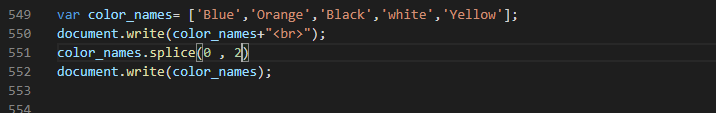 549 var color_names= ['Blue','Orange','Black','white','Yellow'];
550 document.write(color_names+"<br>");
551 color_names.splice(0 , 2)
552 document.write(color_names);
553
554